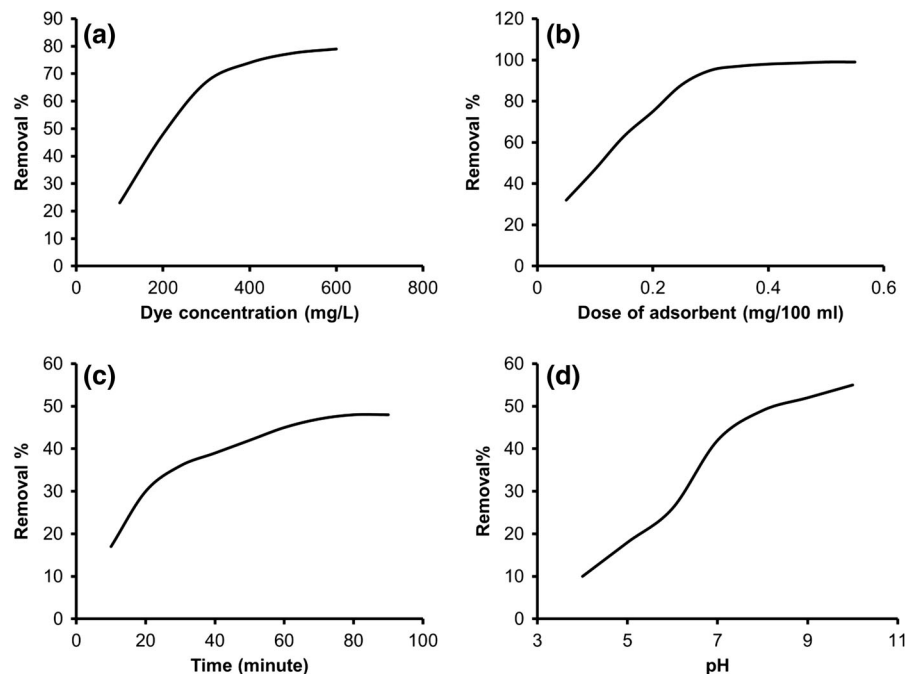 (a)
90
80
70
60
50
40
30
20
10
0
Removal %
0 200 400 600 800
Dye concentration (mg/L)
(b)
120
100
80
60
40
20
0
Removal %
0 0.2 0.4 0.6
Dose of adsorbent (mg/100 ml)
(c)
60
50
40
30
20
10
0
Removal %
0 20 40 60 80 100
Time (minute)
(d)
60
50
40
30
20
10
0
Removal%
3 5 7 9 11
pH